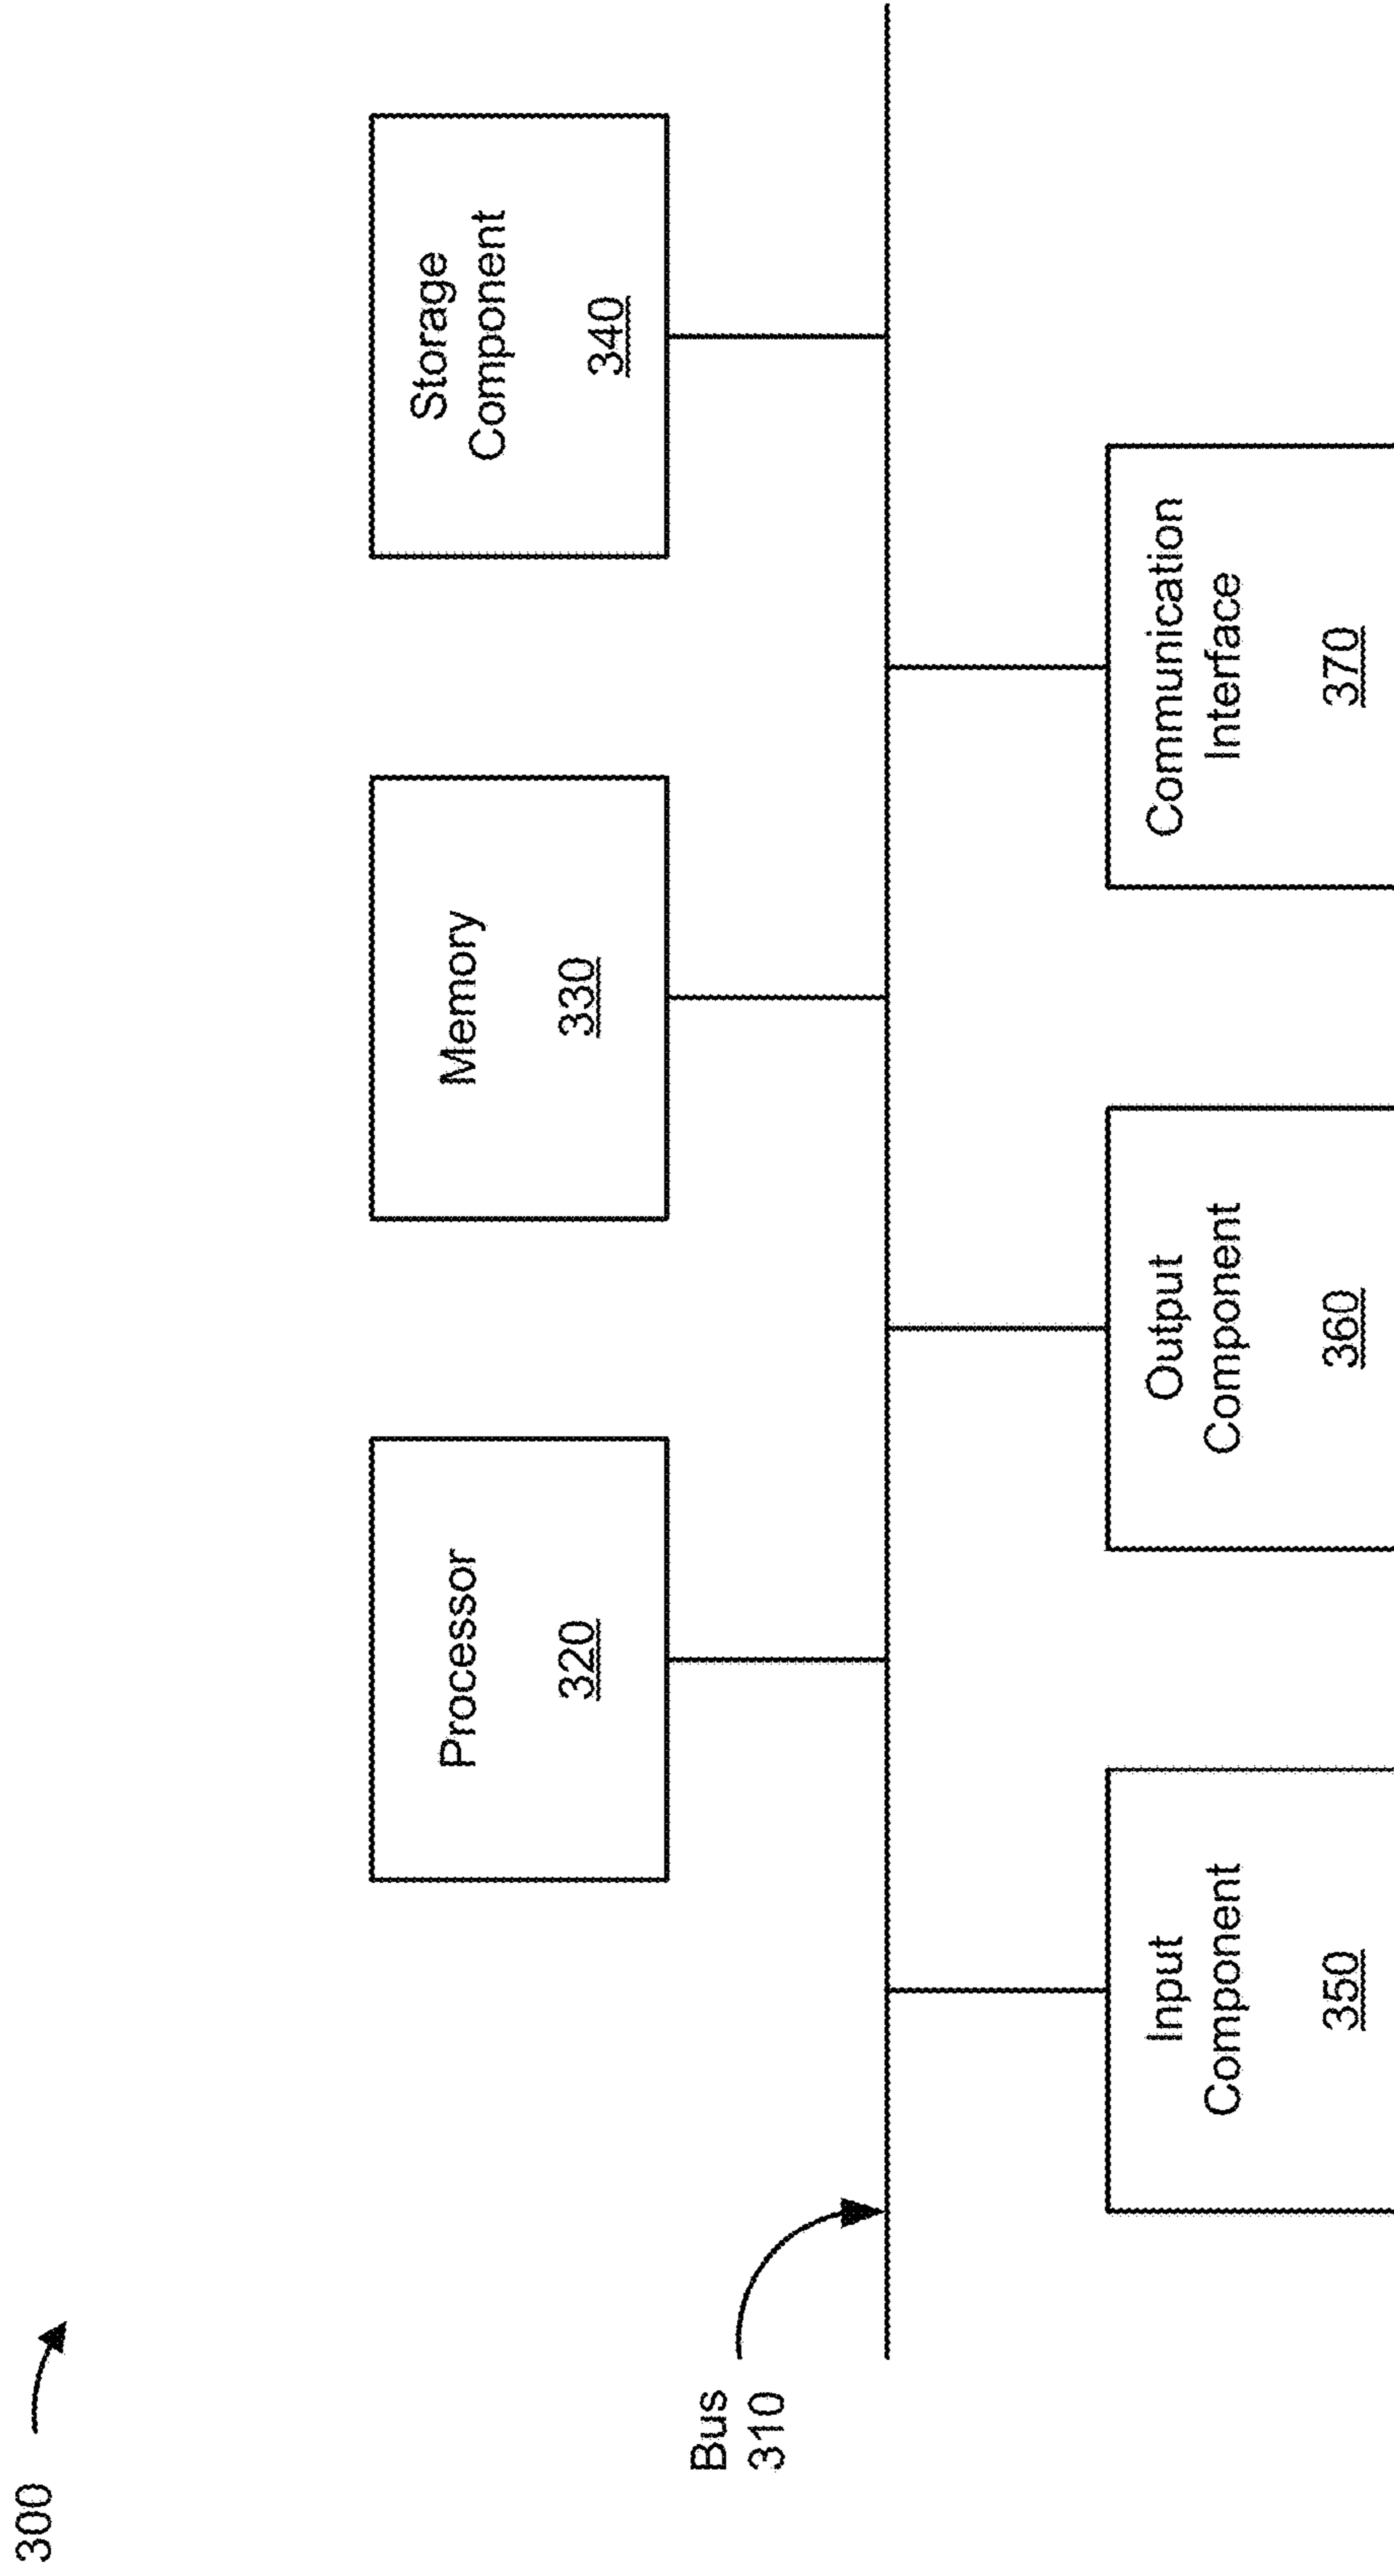 300
Bus
310
Processor
320
Memory
330
Storage
Component
340
Input
Component
350
Output
Component
360
Communication
Interface
370